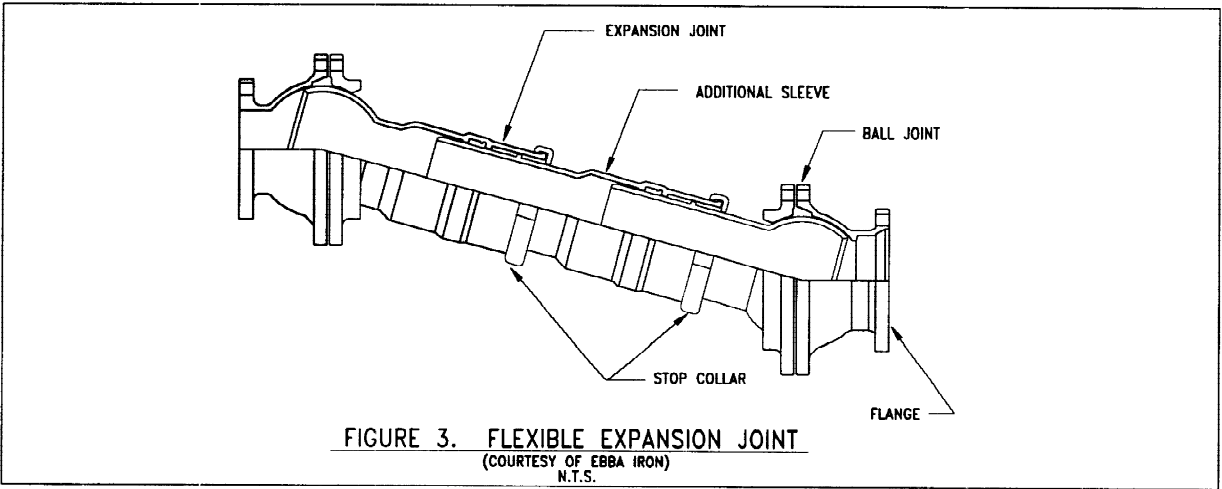 EXPANSION JOINT
ADDITIONAL SLEEVE
BALL JOINT
STOP COLLAR
FLANGE
FIGURE 3. FLEXIBLE EXPANSION JOINT
(COURTESY OF EBBA IRON)
N.T.S.